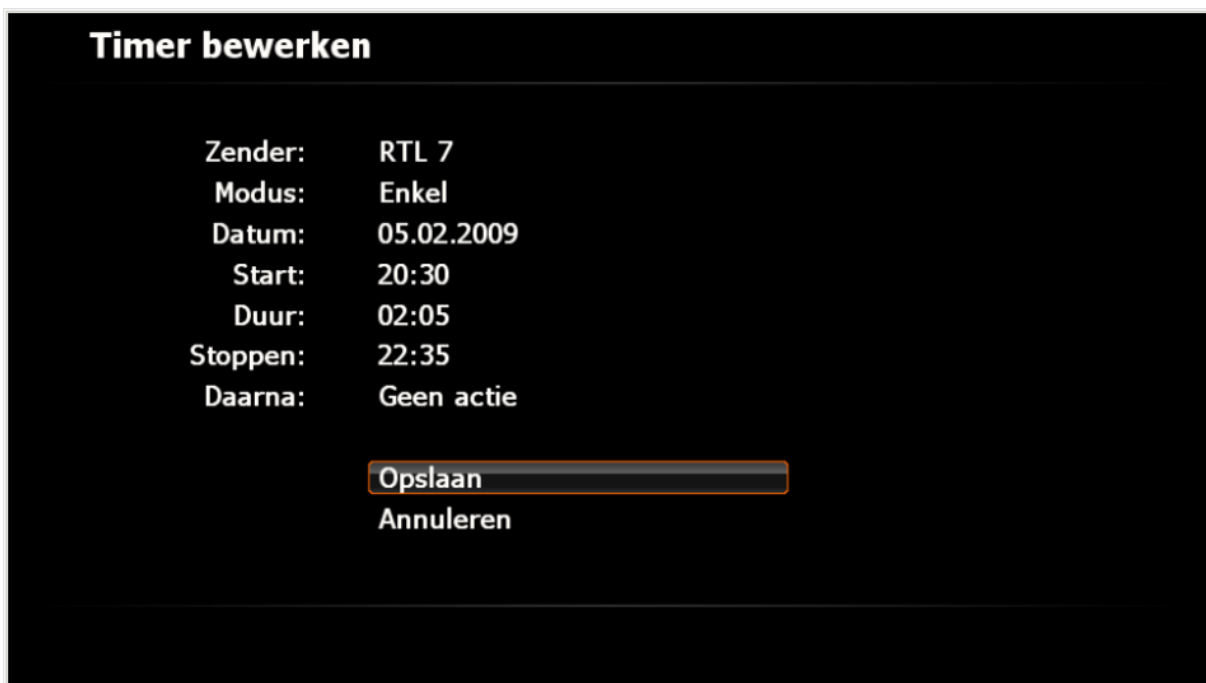 Timer bewerken
Zender: RTL 7
Modus: Enkel
Datum: 05.02.2009
Start: 20:30
Duur: 02:05
Stoppen: 22:35
Daarna: Geen actie
Opslaan
Annuleren